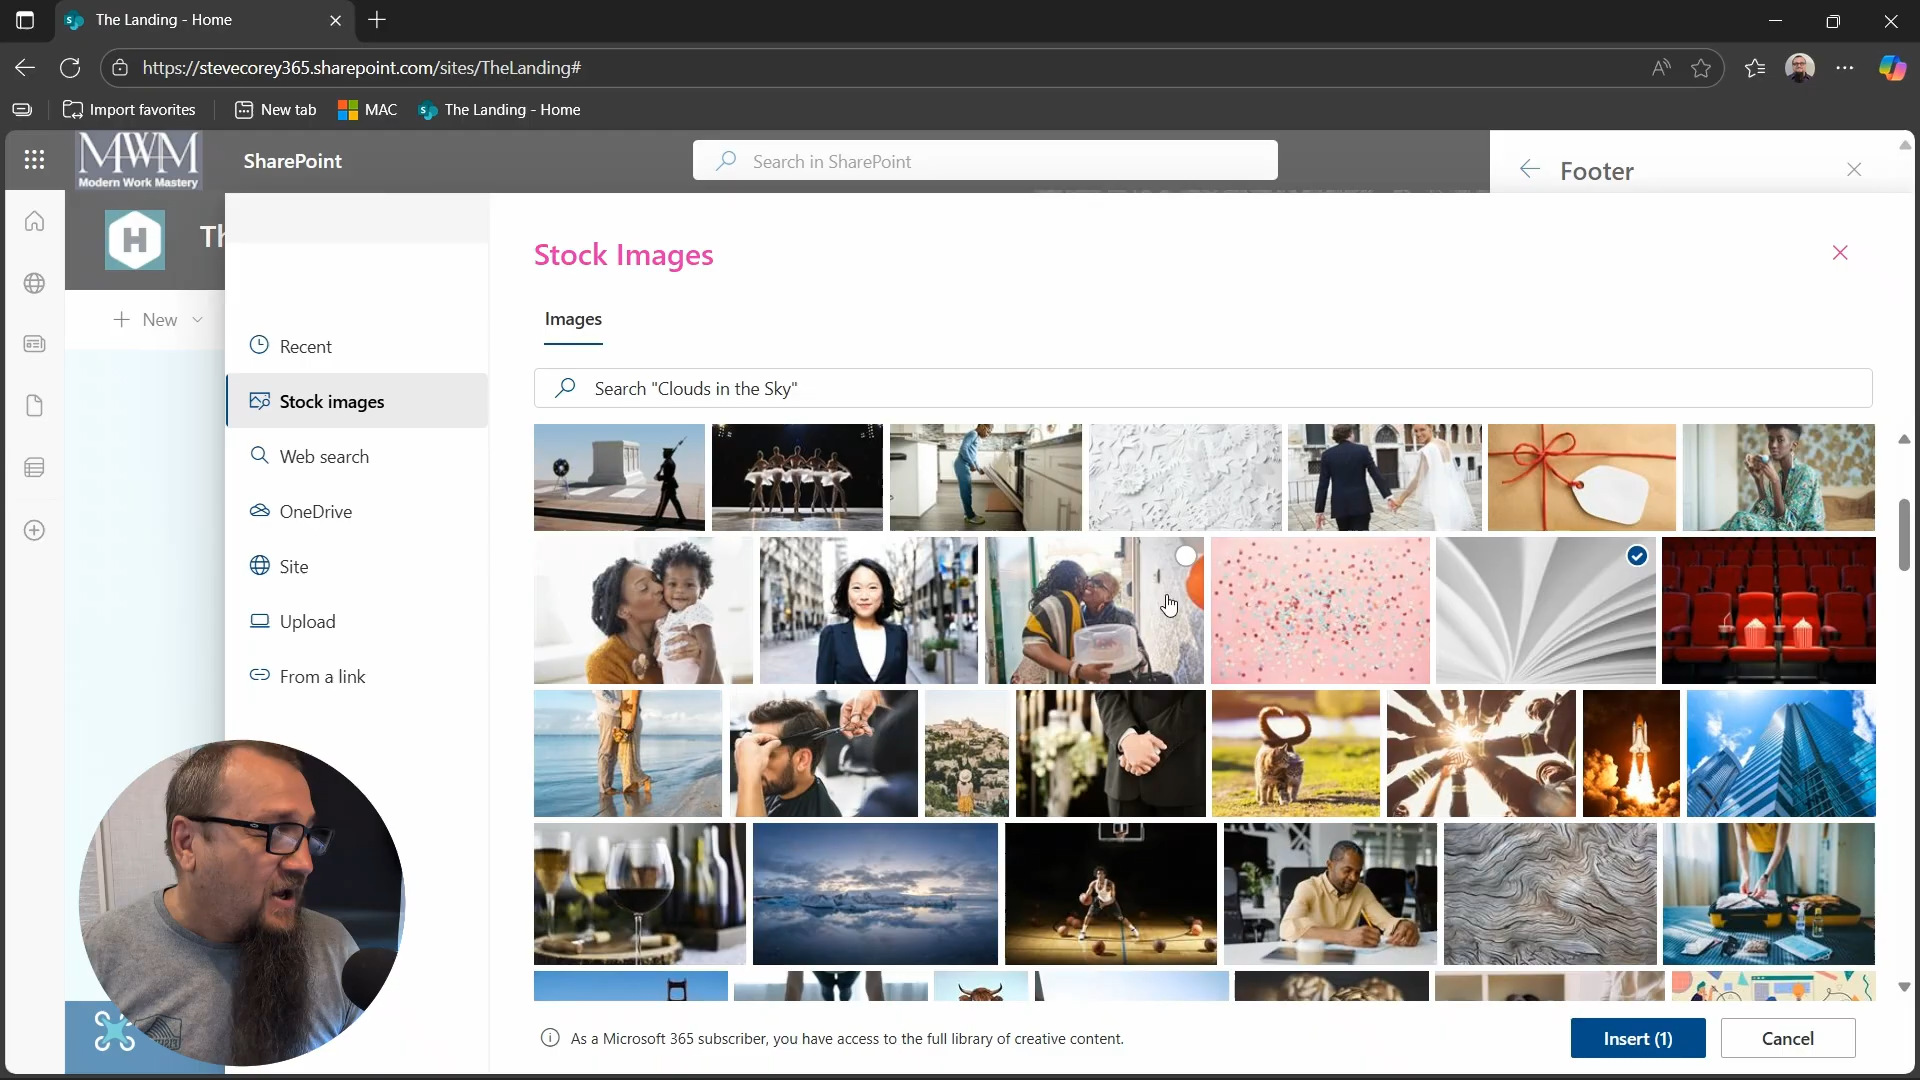 The Landing - Home
https://stevecorey365.sharepoint.com/sites/TheLanding#
Import favorites
New tab
MAC
The Landing - Home
MWM
Modern Work Mastery
SharePoint
Search in SharePoint
Footer
H
Th
Stock Images
New
Images
Recent
Search "Clouds in the Sky"
Stock images
Web search
OneDrive
Site
Upload
From a link
As a Microsoft 365 subscriber, you have access to the full library of creative content.
Insert (1)
Cancel